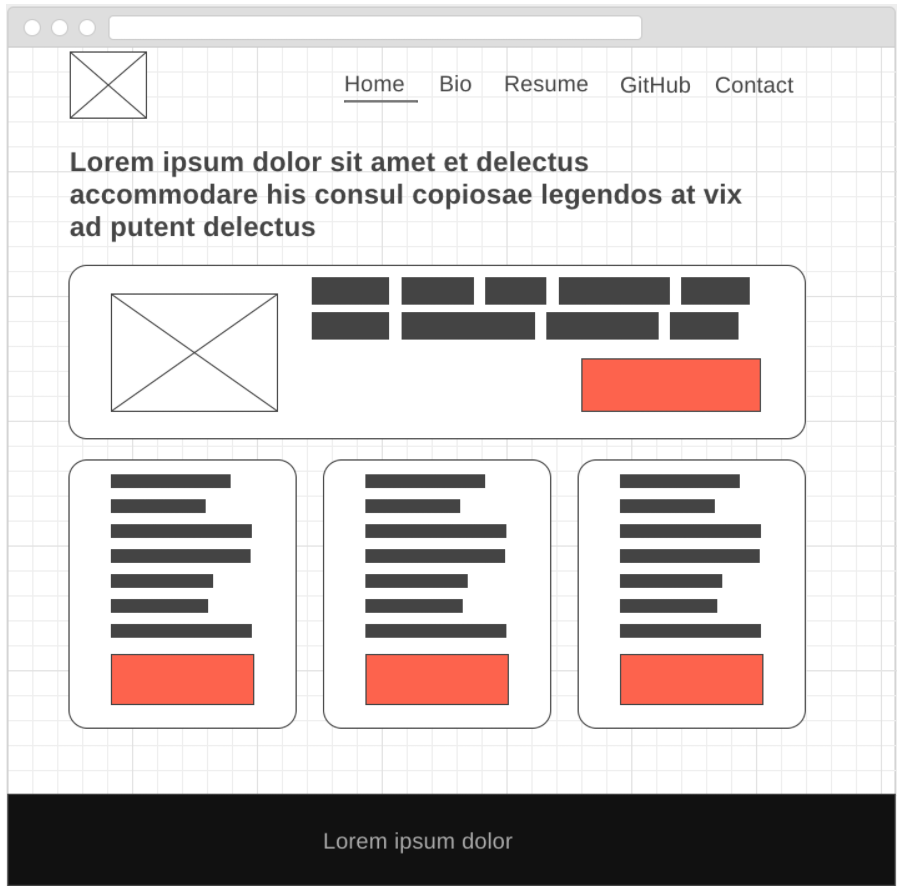 Home Bio Resume GitHub Contact
Lorem ipsum dolor sit amet et delectus
accommodare his consul copiosae legendos at vix
ad putent delectus
Lorem ipsum dolor